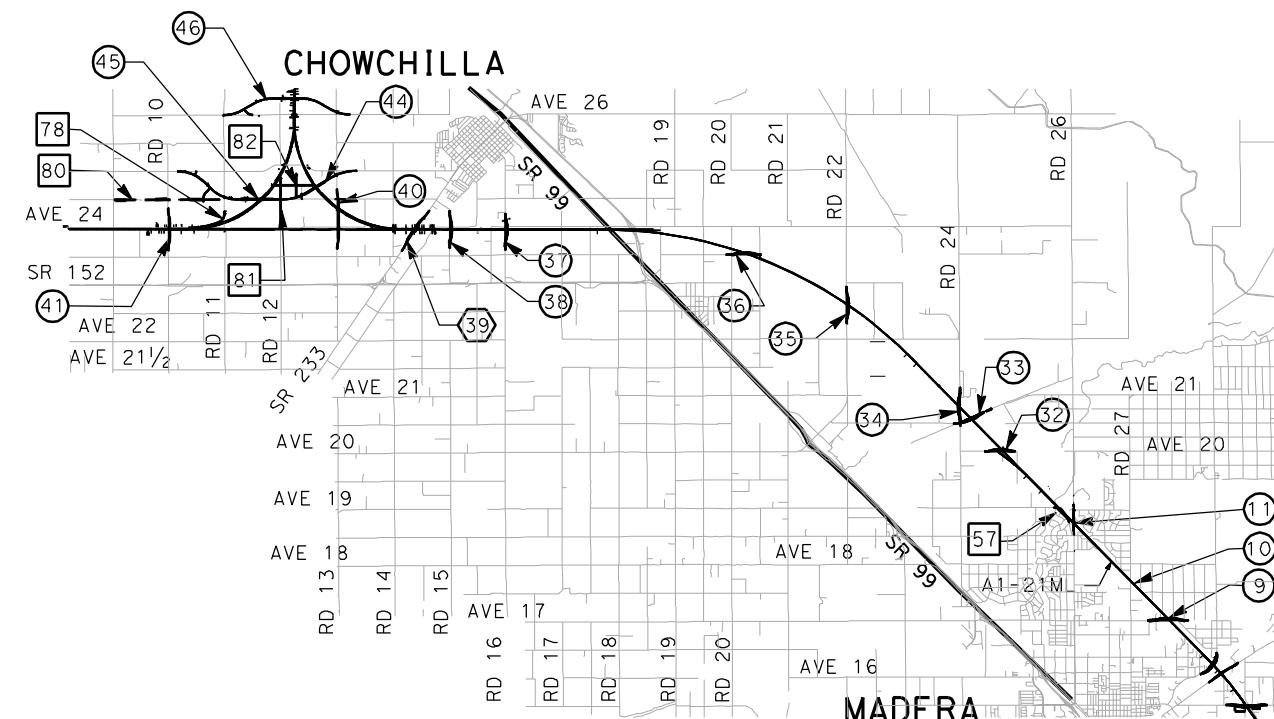 46
CHOWCHILLA
45
44
AVE 26
78
RD 10
82
RD 19
RD 20
RD 21
RD 22
RD 26
80
SR 99
40
AVE 24
RD 24
37
SR 152
81
38
36
41
AVE 22
RD 11
RD 12
39
35
AVE 21½
SR 233
33
AVE 21
AVE 21
34
32
RD 27
AVE 20
AVE 20
AVE 19
11
57
AVE 18
AVE 18
SR 99
10
A1-21M
9
RD 13
RD 14
RD 15
AVE 17
RD 16
RD 17
RD 18
RD 19
RD 20
AVE 16
MADERA